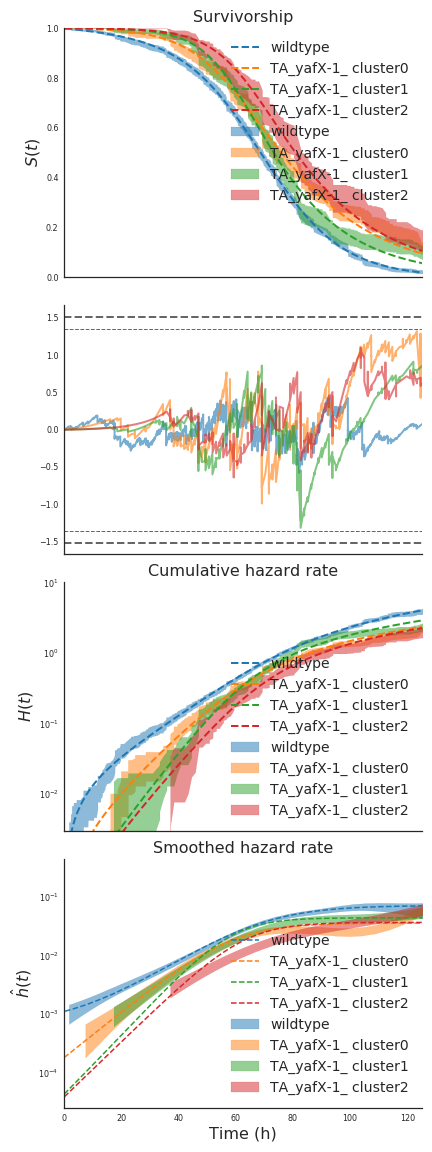 Survivorship
1.0
0.8
0.6
0.4
0.2
0.0
S(t)
wildtype
TA_yafX-1_ cluster0
TA_yafX-1_ cluster1
TA_yafX-1_ cluster2
wildtype
TA_yafX-1_ cluster0
TA_yafX-1_ cluster1
TA_yafX-1_ cluster2
1.5
1.0
0.5
0.0
−0.5
−1.0
−1.5
Cumulative hazard rate
10¹
10⁰
10⁻¹
10⁻²
H(t)
wildtype
TA_yafX-1_ cluster0
TA_yafX-1_ cluster1
TA_yafX-1_ cluster2
wildtype
TA_yafX-1_ cluster0
TA_yafX-1_ cluster1
TA_yafX-1_ cluster2
Smoothed hazard rate
10⁻¹
10⁻²
10⁻³
10⁻⁴
ĥ(t)
wildtype
TA_yafX-1_ cluster0
TA_yafX-1_ cluster1
TA_yafX-1_ cluster2
wildtype
TA_yafX-1_ cluster0
TA_yafX-1_ cluster1
TA_yafX-1_ cluster2
0 20 40 60 80 100 120
Time (h)